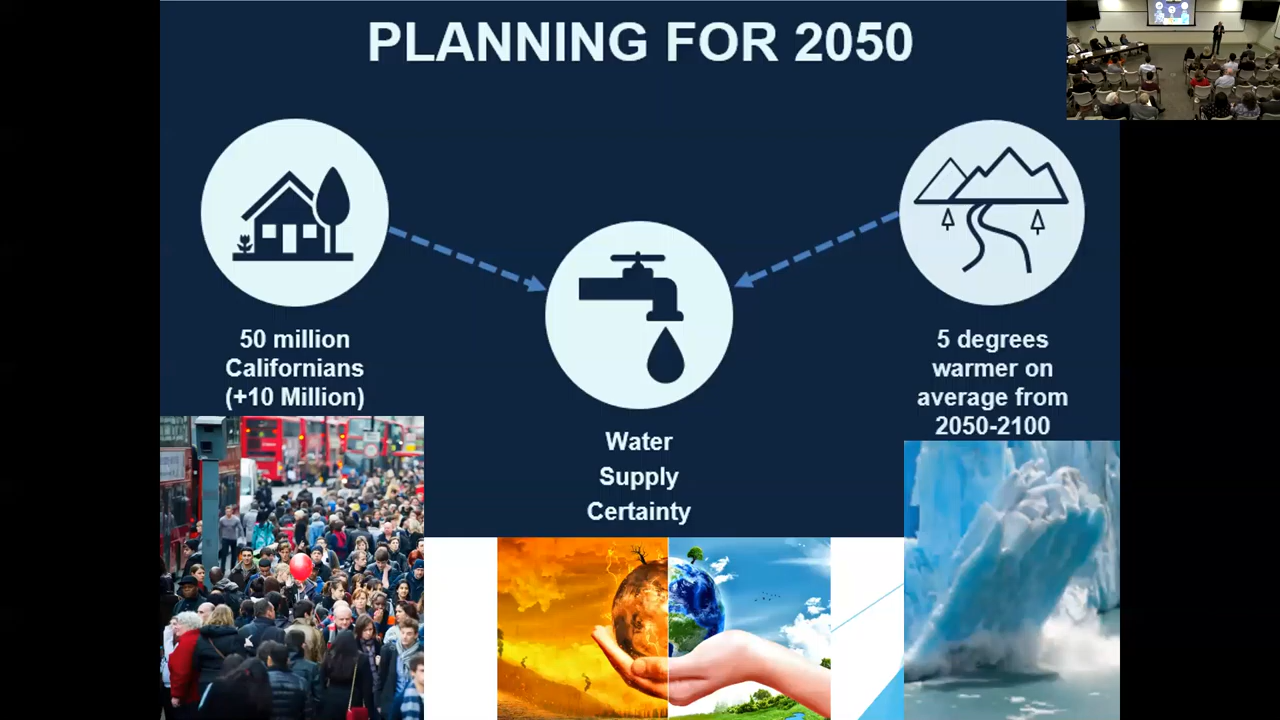 PLANNING FOR 2050
50 million
Californians
(+10 Million)
Water
Supply
Certainty
5 degrees
warmer on
average from
2050-2100